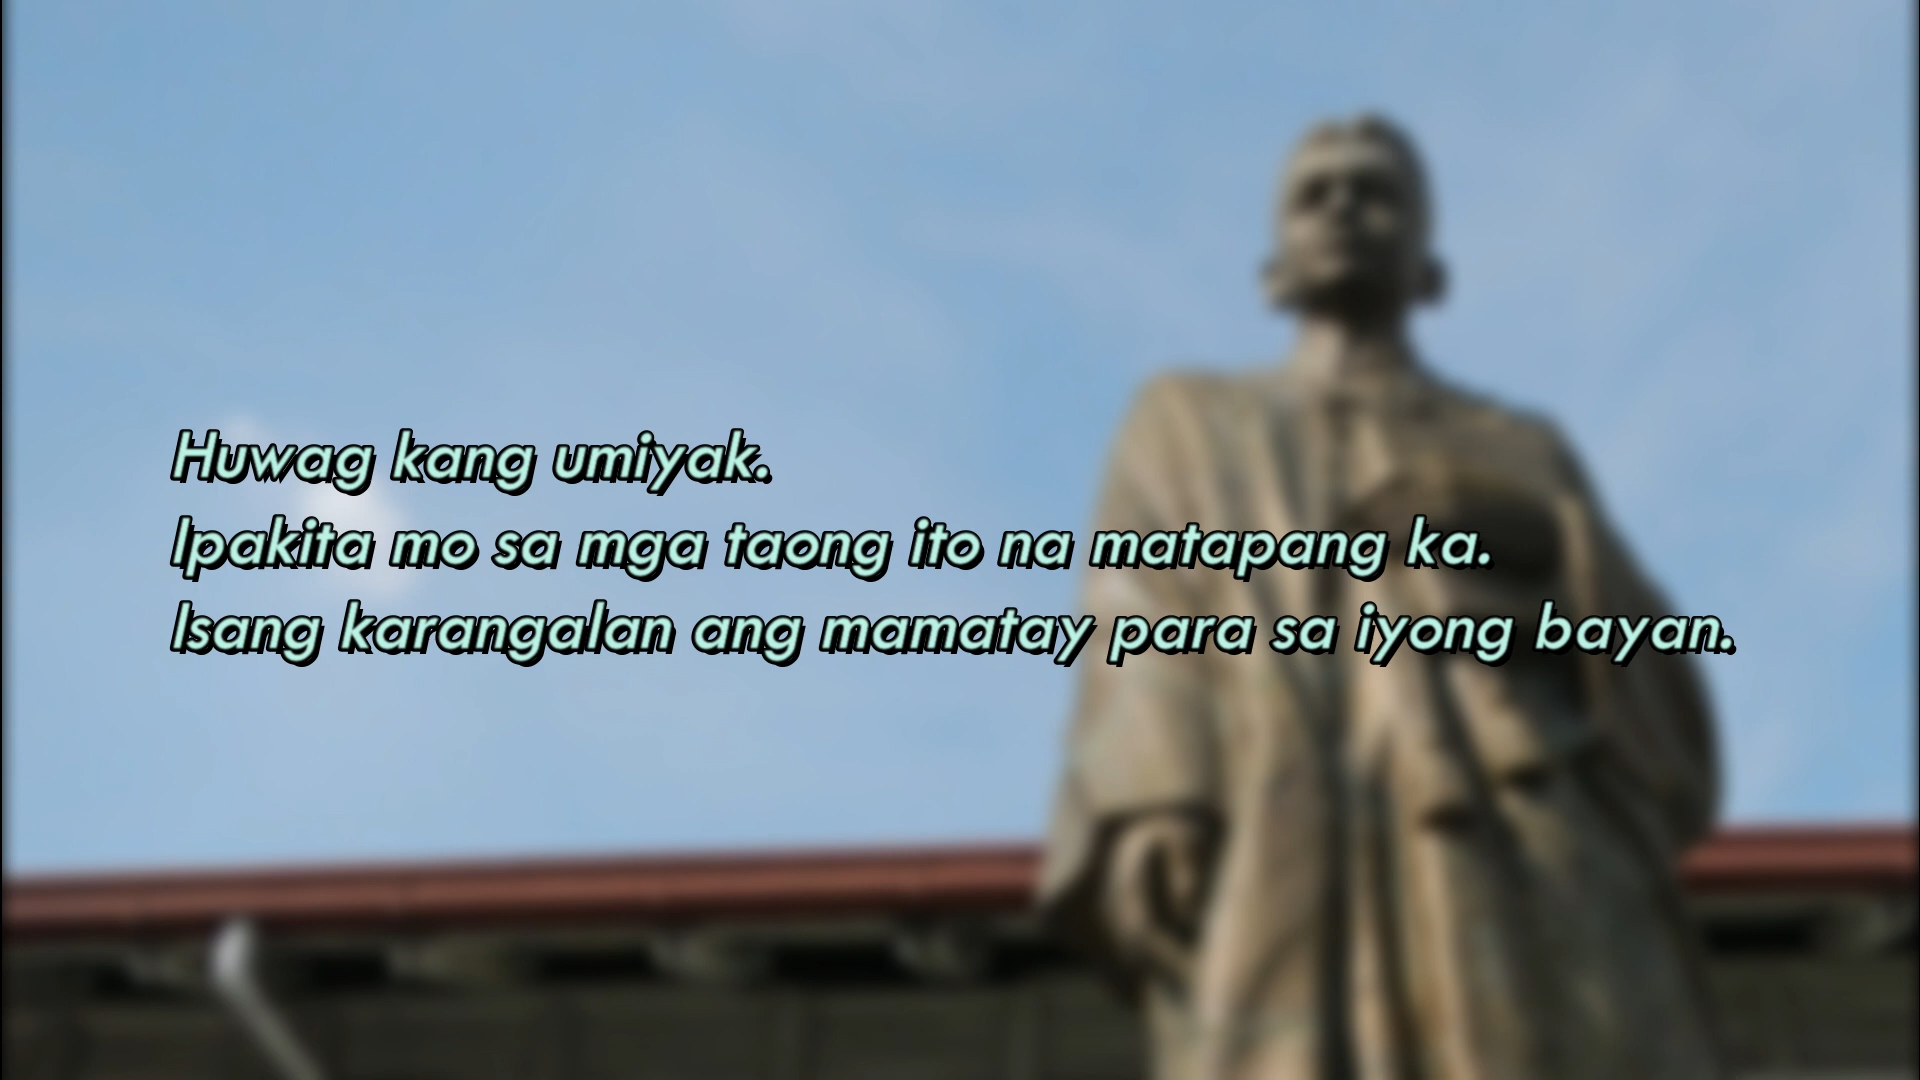 Huwag kang umiyak.
Ipakita mo sa mga taong ito na matapang ka.
Isang karangalan ang mamatay para sa iyong bayan.